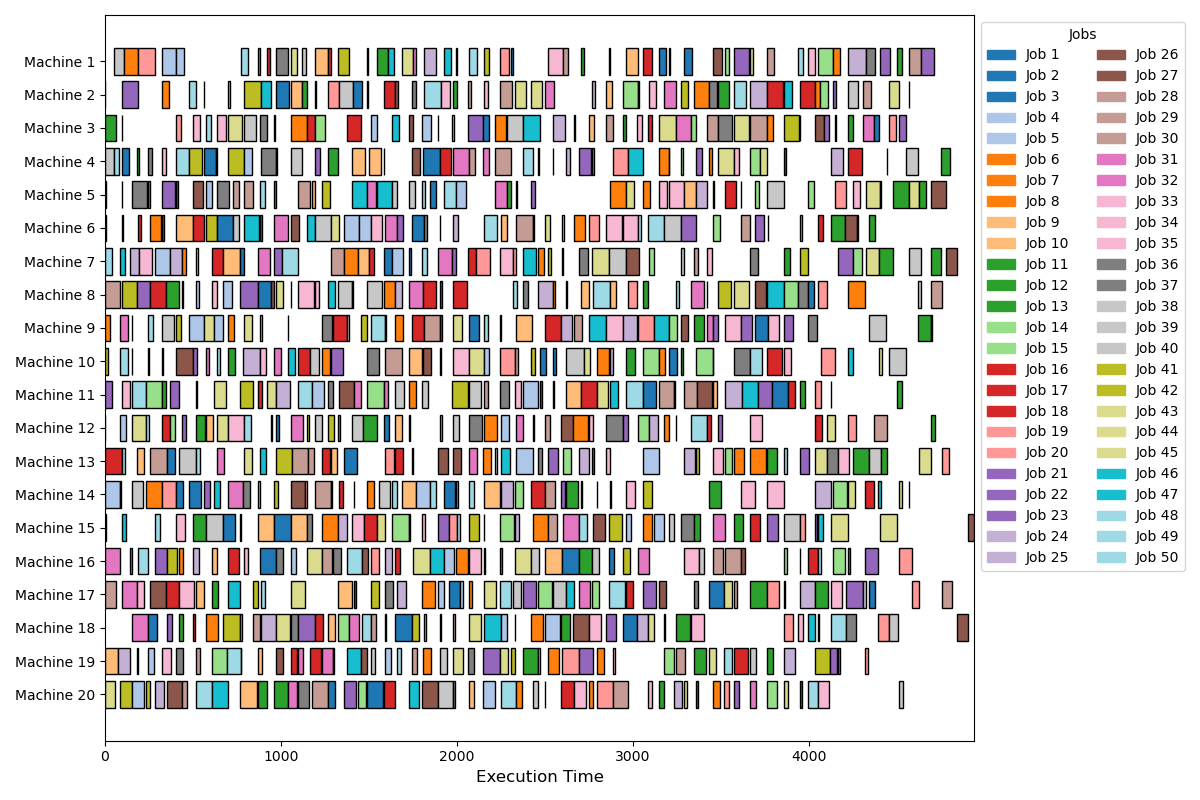 Machine 1
Machine 2
Machine 3
Machine 4
Machine 5
Machine 6
Machine 7
Machine 8
Machine 9
Machine 10
Machine 11
Machine 12
Machine 13
Machine 14
Machine 15
Machine 16
Machine 17
Machine 18
Machine 19
Machine 20
0 1000 2000 3000 4000
Execution Time
Jobs
Job 1 Job 26
Job 2 Job 27
Job 3 Job 28
Job 4 Job 29
Job 5 Job 30
Job 6 Job 31
Job 7 Job 32
Job 8 Job 33
Job 9 Job 34
Job 10 Job 35
Job 11 Job 36
Job 12 Job 37
Job 13 Job 38
Job 14 Job 39
Job 15 Job 40
Job 16 Job 41
Job 17 Job 42
Job 18 Job 43
Job 19 Job 44
Job 20 Job 45
Job 21 Job 46
Job 22 Job 47
Job 23 Job 48
Job 24 Job 49
Job 25 Job 50